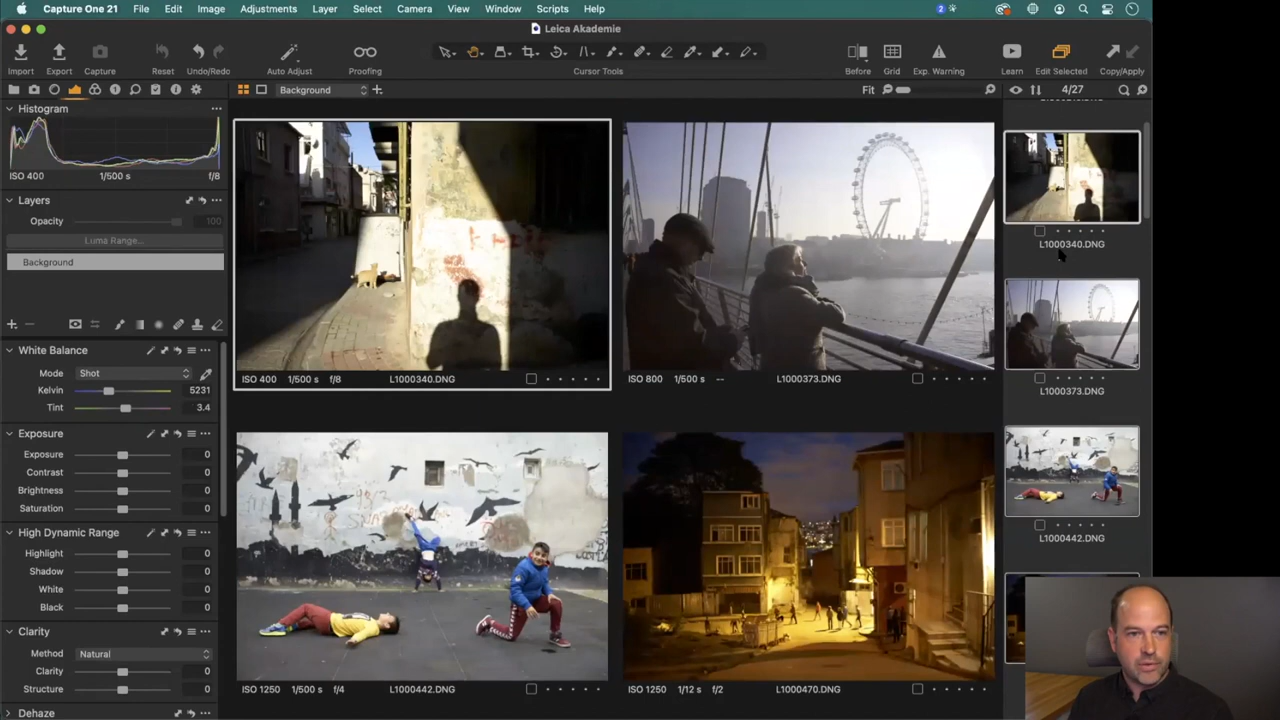 Capture One 21 File Edit Image Adjustments Layer Select Camera View Window Scripts Help 2
Leica Akademie
Import Export Capture Reset Undo/Redo Auto Adjust Proofing Cursor Tools Before Grid Exp. Warning Learn Edit Selected Copy/Apply
Background Fit 4/27
Histogram
ISO 400 1/500 s f/8
Layers
Opacity 100
Luma Range...
Background
White Balance
Mode Shot
Kelvin 5231
Tint 3.4
Exposure
Exposure 0
Contrast 0
Brightness 0
Saturation 0
High Dynamic Range
Highlight 0
Shadow 0
White 0
Black 0
Clarity
Method Natural
Clarity 0
Structure 0
Dehaze
ISO 400 1/500 s f/8 L1000340.DNG
ISO 800 1/500 s -- L1000373.DNG
ISO 1250 1/500 s f/4 L1000442.DNG
ISO 1250 1/12 s f/2 L1000470.DNG
L1000340.DNG
L1000373.DNG
L1000442.DNG